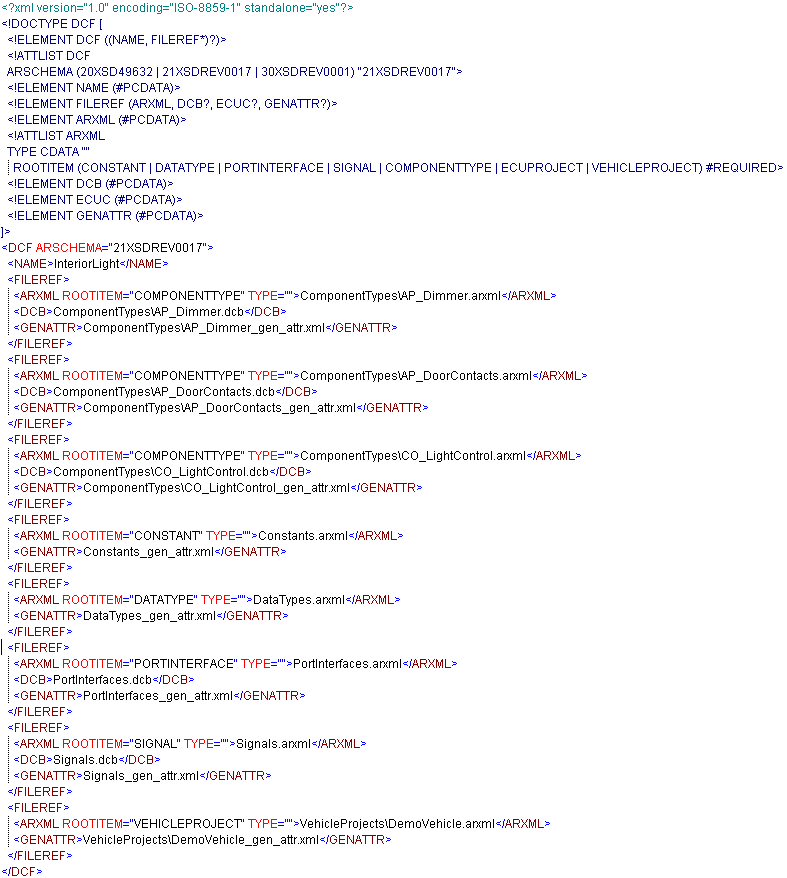 <?xml version="1.0" encoding="ISO-8859-1" standalone="yes"?>
<!DOCTYPE DCF [
<!ELEMENT DCF ((NAME, FILEREF*)?)>
<!ATTLIST DCF
ARSCHEMA (20XSD49632 | 21XSDREV0017 | 30XSDREV0001) "21XSDREV0017">
<!ELEMENT NAME (#PCDATA)>
<!ELEMENT FILEREF (ARXML, DCB?, ECUC?, GENATTR?)>
<!ELEMENT ARXML (#PCDATA)>
<!ATTLIST ARXML
TYPE CDATA ""
ROOTITEM (CONSTANT | DATATYPE | PORTINTERFACE | SIGNAL | COMPONENTTYPE | ECUPROJECT | VEHICLEPROJECT) #REQUIRED>
<!ELEMENT DCB (#PCDATA)>
<!ELEMENT ECUC (#PCDATA)>
<!ELEMENT GENATTR (#PCDATA)>
]>
<DCF ARSCHEMA="21XSDREV0017">
<NAME>InteriorLight</NAME>
<FILEREF>
<ARXML ROOTITEM="COMPONENTTYPE" TYPE="">ComponentTypes\AP_Dimmer.arxml</ARXML>
<DCB>ComponentTypes\AP_Dimmer.dcb</DCB>
<GENATTR>ComponentTypes\AP_Dimmer_gen_attr.xml</GENATTR>
</FILEREF>
<FILEREF>
<ARXML ROOTITEM="COMPONENTTYPE" TYPE="">ComponentTypes\AP_DoorContacts.arxml</ARXML>
<DCB>ComponentTypes\AP_DoorContacts.dcb</DCB>
<GENATTR>ComponentTypes\AP_DoorContacts_gen_attr.xml</GENATTR>
</FILEREF>
<FILEREF>
<ARXML ROOTITEM="COMPONENTTYPE" TYPE="">ComponentTypes\CO_LightControl.arxml</ARXML>
<DCB>ComponentTypes\CO_LightControl.dcb</DCB>
<GENATTR>ComponentTypes\CO_LightControl_gen_attr.xml</GENATTR>
</FILEREF>
<FILEREF>
<ARXML ROOTITEM="CONSTANT" TYPE="">Constants.arxml</ARXML>
<GENATTR>Constants_gen_attr.xml</GENATTR>
</FILEREF>
<FILEREF>
<ARXML ROOTITEM="DATATYPE" TYPE="">DataTypes.arxml</ARXML>
<GENATTR>DataTypes_gen_attr.xml</GENATTR>
</FILEREF>
<FILEREF>
<ARXML ROOTITEM="PORTINTERFACE" TYPE="">PortInterfaces.arxml</ARXML>
<DCB>PortInterfaces.dcb</DCB>
<GENATTR>PortInterfaces_gen_attr.xml</GENATTR>
</FILEREF>
<FILEREF>
<ARXML ROOTITEM="SIGNAL" TYPE="">Signals.arxml</ARXML>
<DCB>Signals.dcb</DCB>
<GENATTR>Signals_gen_attr.xml</GENATTR>
</FILEREF>
<FILEREF>
<ARXML ROOTITEM="VEHICLEPROJECT" TYPE="">VehicleProjects\DemoVehicle.arxml</ARXML>
<GENATTR>VehicleProjects\DemoVehicle_gen_attr.xml</GENATTR>
</FILEREF>
</DCF>